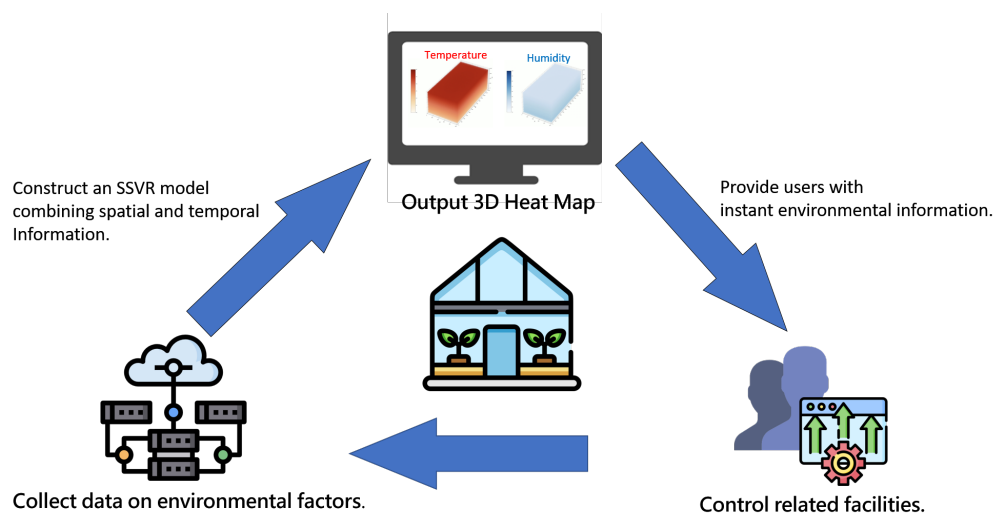 Temperature
Humidity
Output 3D Heat Map
Construct an SSVR model
combining spatial and temporal
Information.
Provide users with
instant environmental information.
Collect data on environmental factors.
Control related facilities.